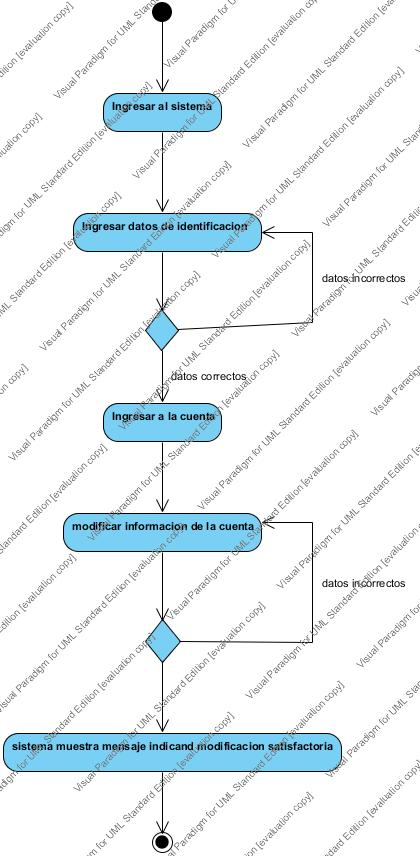 Ingresar al sistema
Ingresar datos de identificacion
datos incorrectos
datos correctos
Ingresar a la cuenta
modificar informacion de la cuenta
datos incorrectos
sistema muestra mensaje indicand modificacion satisfactoria
Visual Paradigm for UML Standard Edition [evaluation copy]